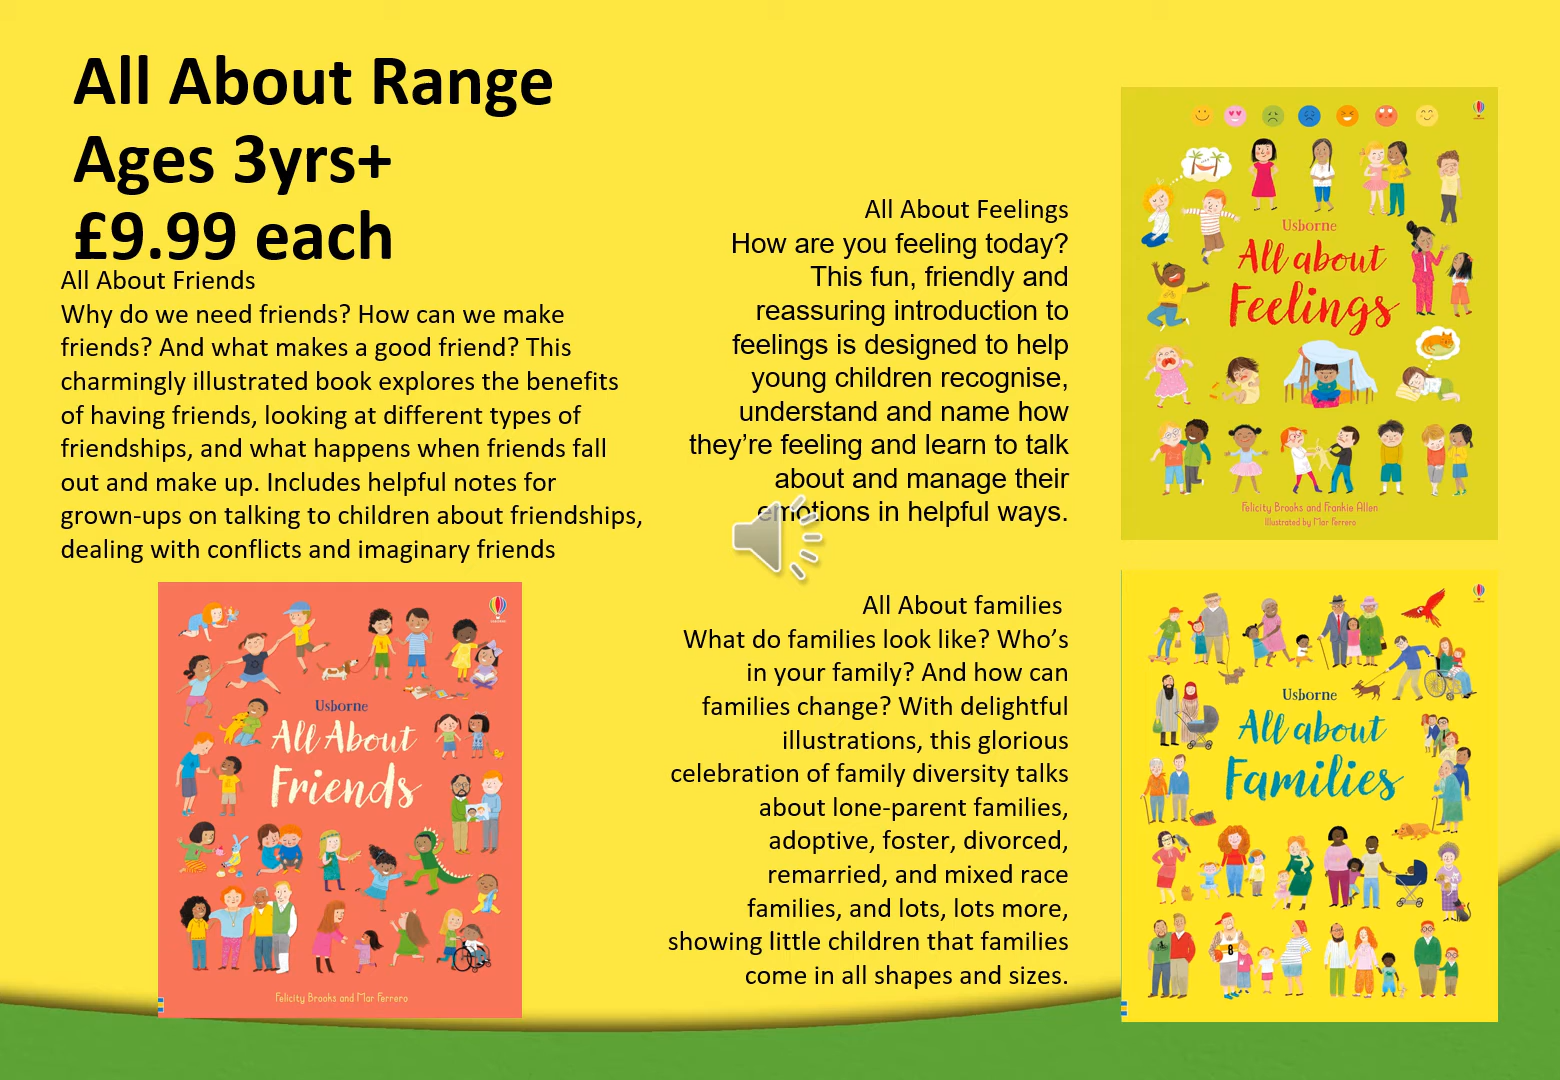 All About Range
Ages 3yrs+
£9.99 each
All About Friends
Why do we need friends? How can we make
friends? And what makes a good friend? This
charmingly illustrated book explores the benefits
of having friends, looking at different types of
friendships, and what happens when friends fall
out and make up. Includes helpful notes for
grown-ups on talking to children about friendships,
dealing with conflicts and imaginary friends
Usborne
All About
Friends
Felicity Brooks and Mar Ferrero
All About Feelings
How are you feeling today?
This fun, friendly and
reassuring introduction to
feelings is designed to help
young children recognise,
understand and name how
they’re feeling and learn to talk
about and manage their
emotions in helpful ways.
All About families
What do families look like? Who’s
in your family? And how can
families change? With delightful
illustrations, this glorious
celebration of family diversity talks
about lone-parent families,
adoptive, foster, divorced,
remarried, and mixed race
families, and lots, lots more,
showing little children that families
come in all shapes and sizes.
Usborne
All about
Feelings
Felicity Brooks and Frankie Allen
Illustrated by Mar Ferrero
Usborne
All about
Families
8